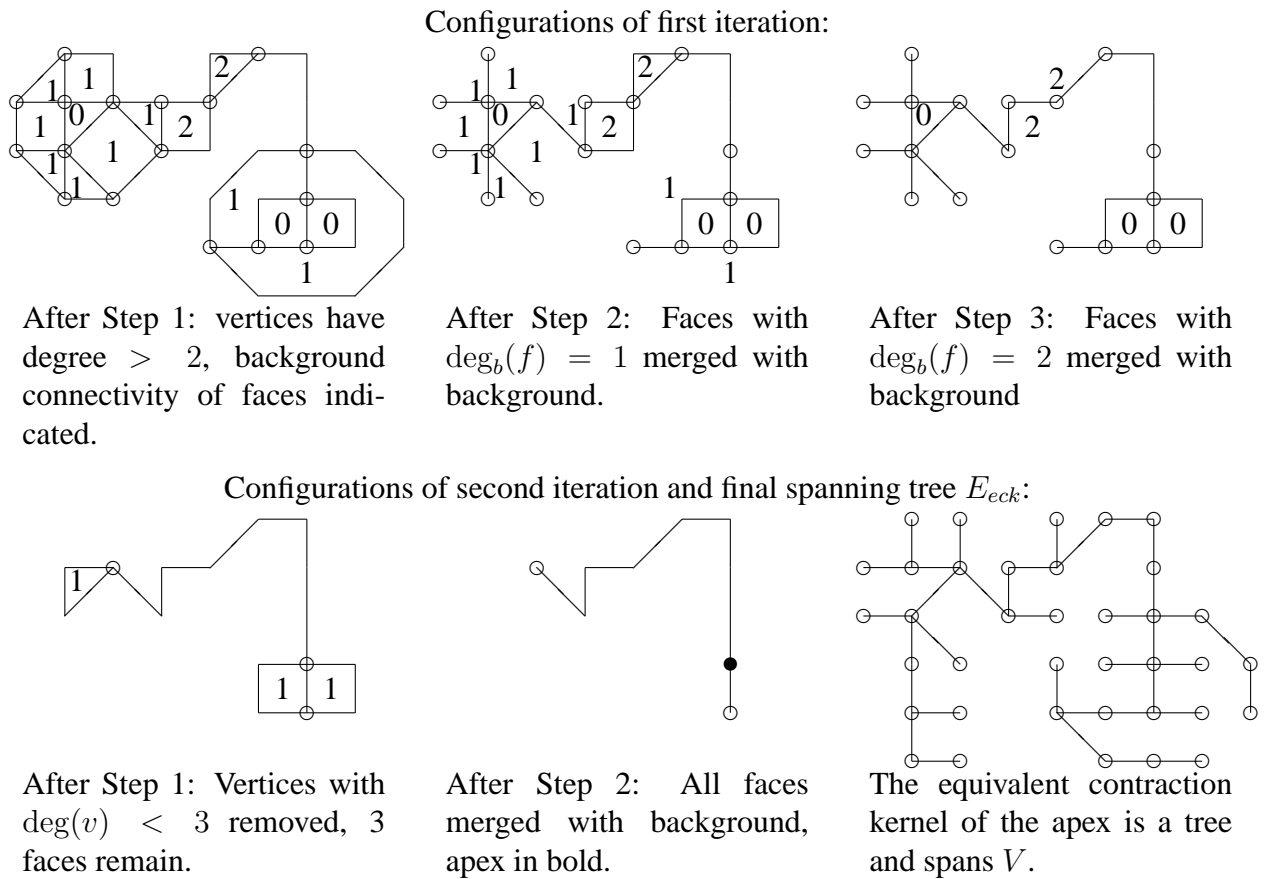 Configurations of first iteration:
2
1
1
0 1
1 2
1
1
1
1
0 0
1
After Step 1: vertices have
degree > 2, background
connectivity of faces indi-
cated.
2
1
1
0 1
1 2
1
1
1 1
0 0
1
After Step 2: Faces with
deg_b(f) = 1 merged with
background.
2
0
2
0 0
After Step 3: Faces with
deg_b(f) = 2 merged with
background
Configurations of second iteration and final spanning tree E_eck:
1
1 1
After Step 1: Vertices with
deg(v) < 3 removed, 3
faces remain.
After Step 2: All faces
merged with background,
apex in bold.
The equivalent contraction
kernel of the apex is a tree
and spans V.